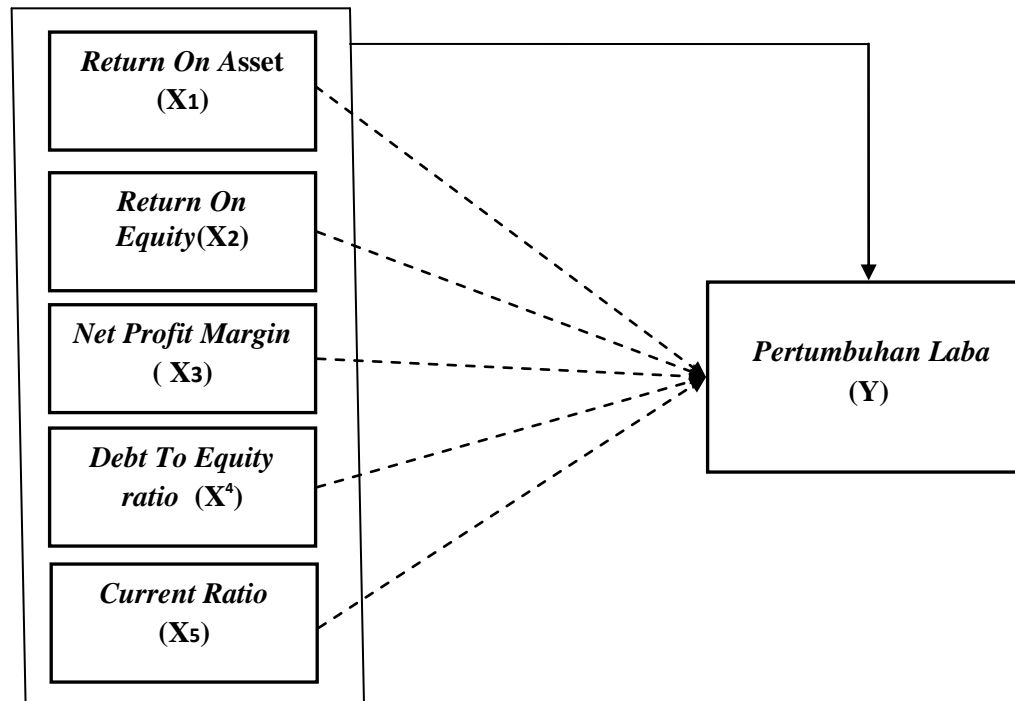 Return On Asset
(X1)
Return On
Equity(X2)
Net Profit Margin
( X3)
Debt To Equity
ratio (X⁴)
Current Ratio
(X5)
Pertumbuhan Laba
(Y)